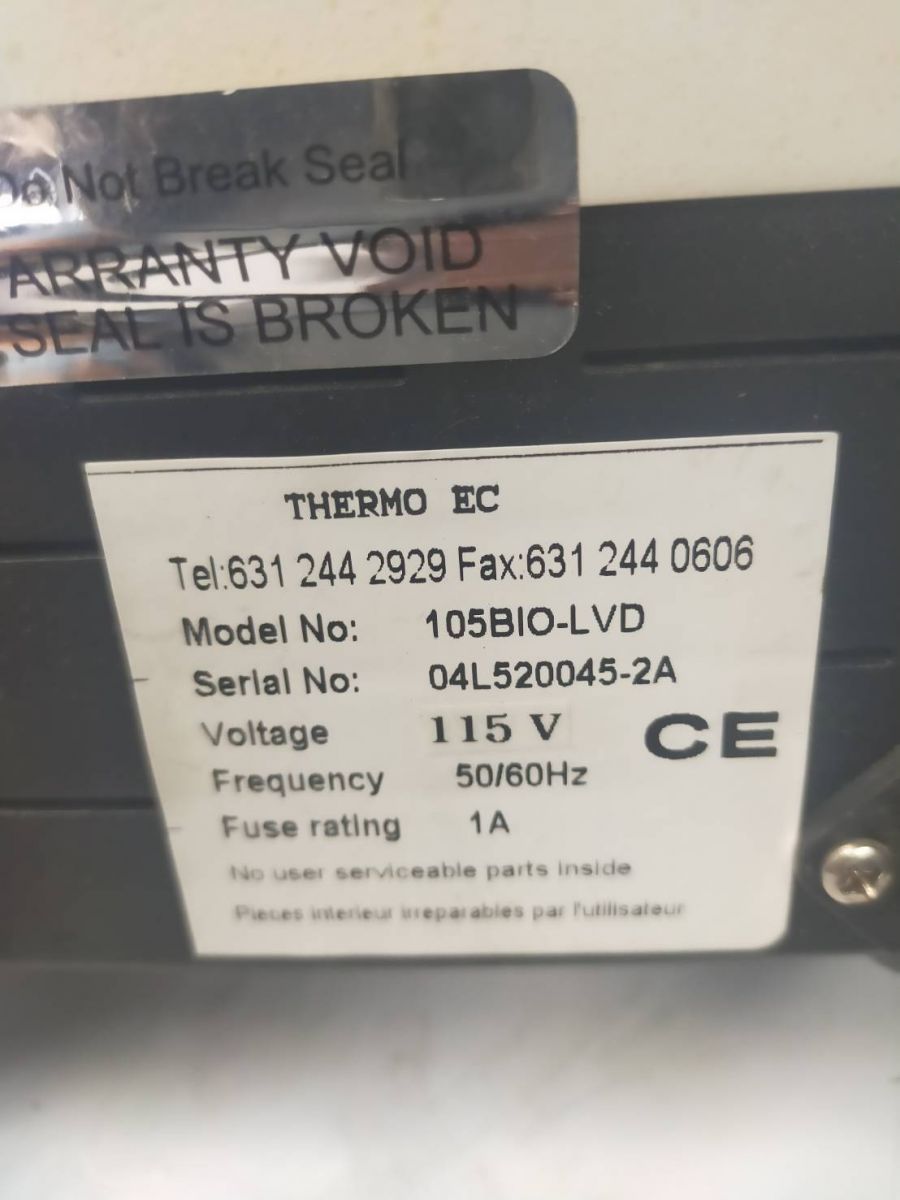 Do Not Break Seal
ARRANTY VOID
SEAL IS BROKEN
THERMO EC
Tel:631 244 2929 Fax:631 244 0606
Model No: 105BIO-LVD
Serial No: 04L520045-2A
Voltage 115 V
CE
Frequency 50/60Hz
Fuse rating 1A
No user serviceable parts inside
Pieces interieur irreparables par l'utilisateur